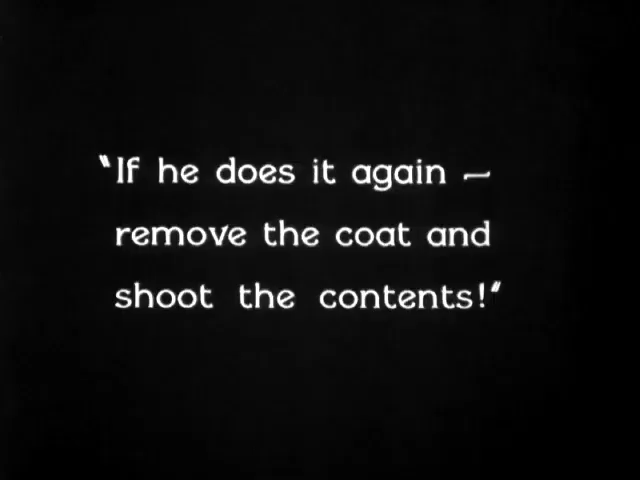 "If he does it again —
remove the coat and
shoot the contents!"